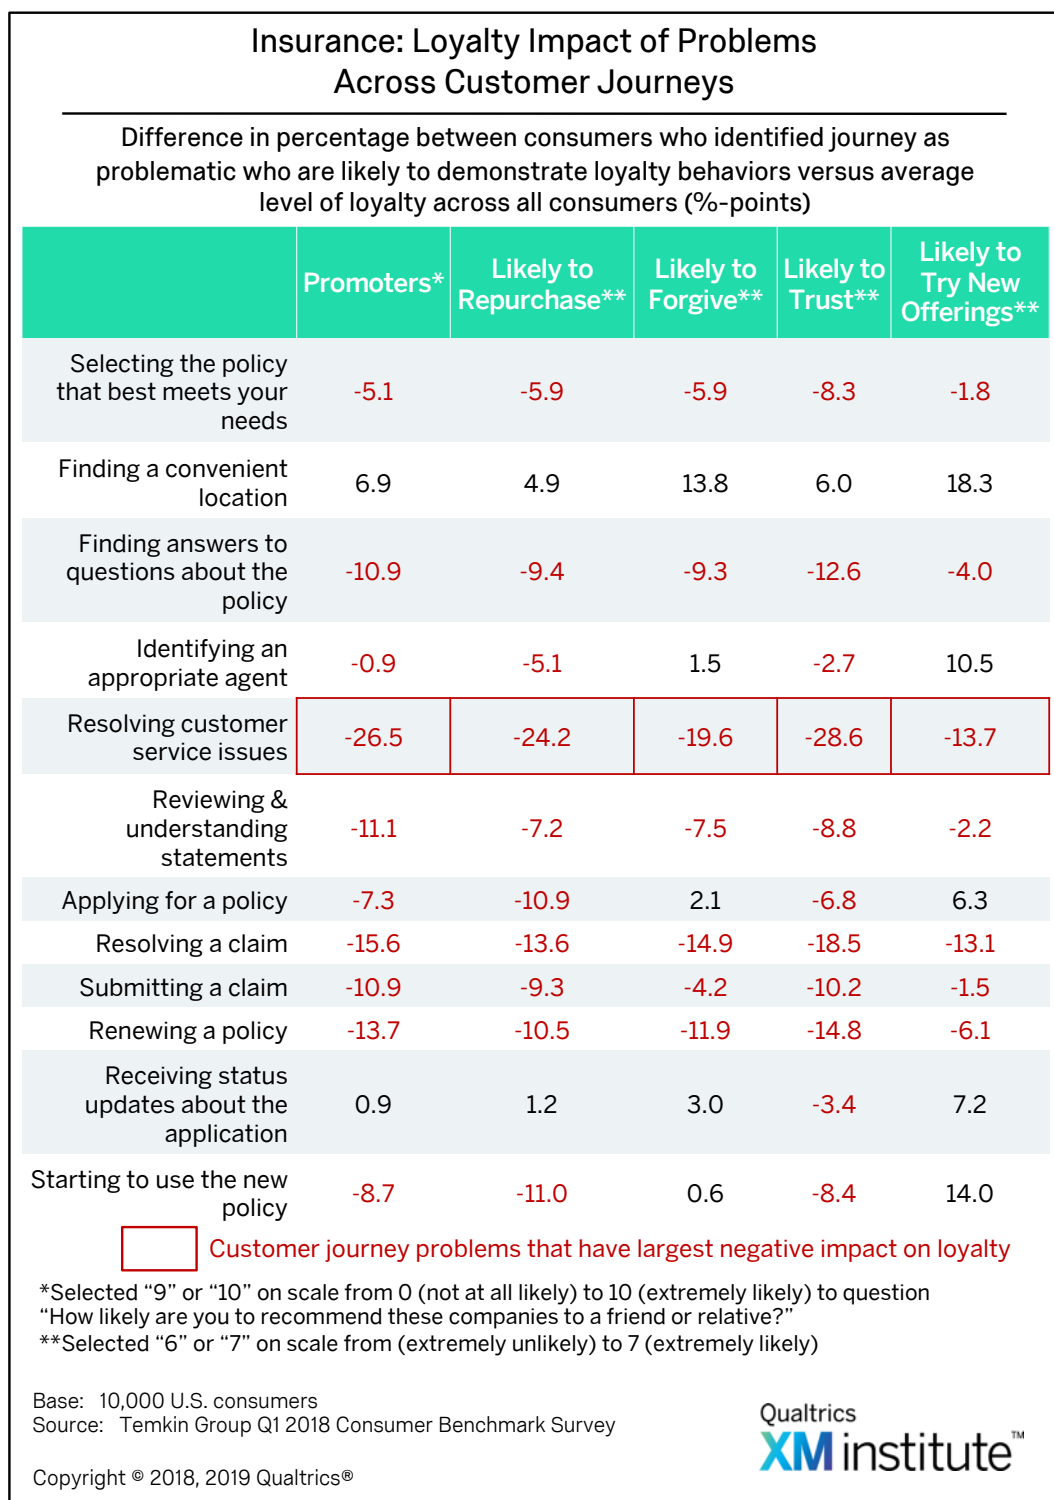 Insurance: Loyalty Impact of Problems
Across Customer Journeys
Difference in percentage between consumers who identified journey as
problematic who are likely to demonstrate loyalty behaviors versus average
level of loyalty across all consumers (%-points)
Promoters*
Likely to
Repurchase**
Likely to
Forgive**
Likely to
Trust**
Likely to
Try New
Offerings**
Selecting the policy
that best meets your
needs
-5.1 -5.9 -5.9 -8.3 -1.8
Finding a convenient
location
6.9 4.9 13.8 6.0 18.3
Finding answers to
questions about the
policy
-10.9 -9.4 -9.3 -12.6 -4.0
Identifying an
appropriate agent
-0.9 -5.1 1.5 -2.7 10.5
Resolving customer
service issues
-26.5 -24.2 -19.6 -28.6 -13.7
Reviewing &
understanding
statements
-11.1 -7.2 -7.5 -8.8 -2.2
Applying for a policy -7.3 -10.9 2.1 -6.8 6.3
Resolving a claim -15.6 -13.6 -14.9 -18.5 -13.1
Submitting a claim -10.9 -9.3 -4.2 -10.2 -1.5
Renewing a policy -13.7 -10.5 -11.9 -14.8 -6.1
Receiving status
updates about the
application
0.9 1.2 3.0 -3.4 7.2
Starting to use the new
policy
-8.7 -11.0 0.6 -8.4 14.0
Customer journey problems that have largest negative impact on loyalty
*Selected “9” or “10” on scale from 0 (not at all likely) to 10 (extremely likely) to question
“How likely are you to recommend these companies to a friend or relative?”
**Selected “6” or “7” on scale from (extremely unlikely) to 7 (extremely likely)
Base: 10,000 U.S. consumers
Source: Temkin Group Q1 2018 Consumer Benchmark Survey
Copyright © 2018, 2019 Qualtrics®
Qualtrics
XM institute™